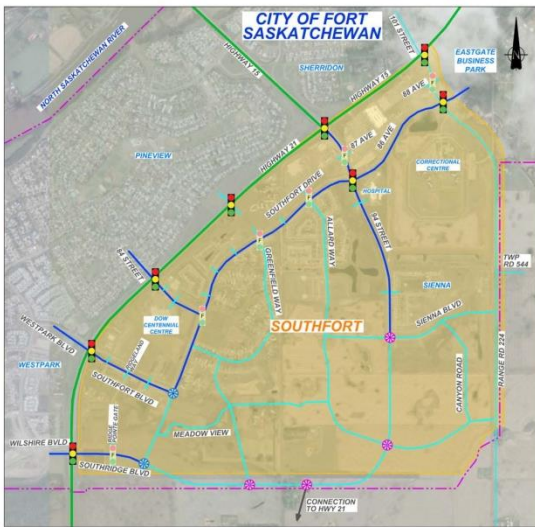 CITY OF FORT
SASKATCHEWAN
NORTH SASKATCHEWAN RIVER
HIGHWAY 15
101 STREET
SHERRIDON
EASTGATE
BUSINESS
PARK
HIGHWAY 15
88 AVE
PINEVIEW
HIGHWAY 21
87 AVE
86 AVE
CORRECTIONAL
CENTRE
HOSPITAL
SOUTHFORT DRIVE
ALLARD WAY
94 STREET
TWP
RD 544
84 STREET
GREENFIELD WAY
SIENNA
DOW
CENTENNIAL
CENTRE
SOUTHFORT
SIENNA BLVD
RANGE RD 224
WESTPARK BLVD
WESTPARK
SOUTHFORT BLVD
CANYON ROAD
MEADOW VIEW
WILSHIRE BVLD
SOUTHRIDGE BLVD
CONNECTION
TO HWY 21